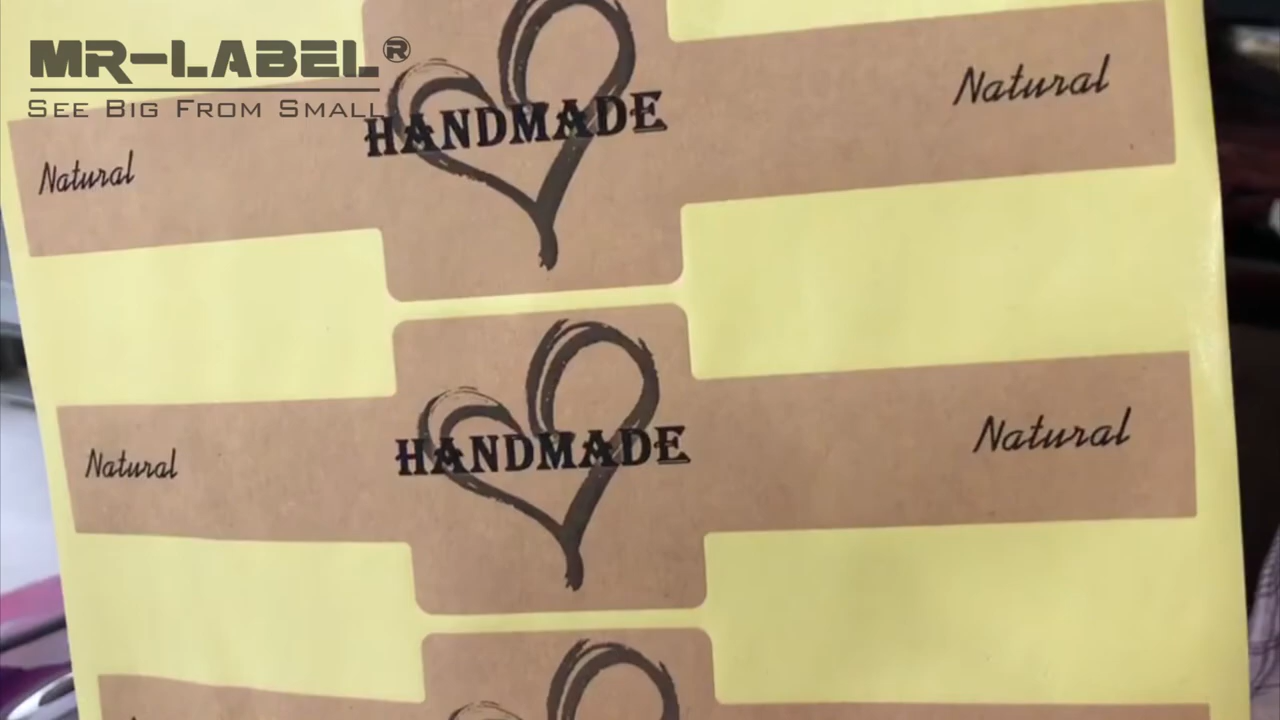 MR-LABEL®
SEE BIG FROM SMALL
Natural
HANDMADE
Natural
Natural
HANDMADE
Natural